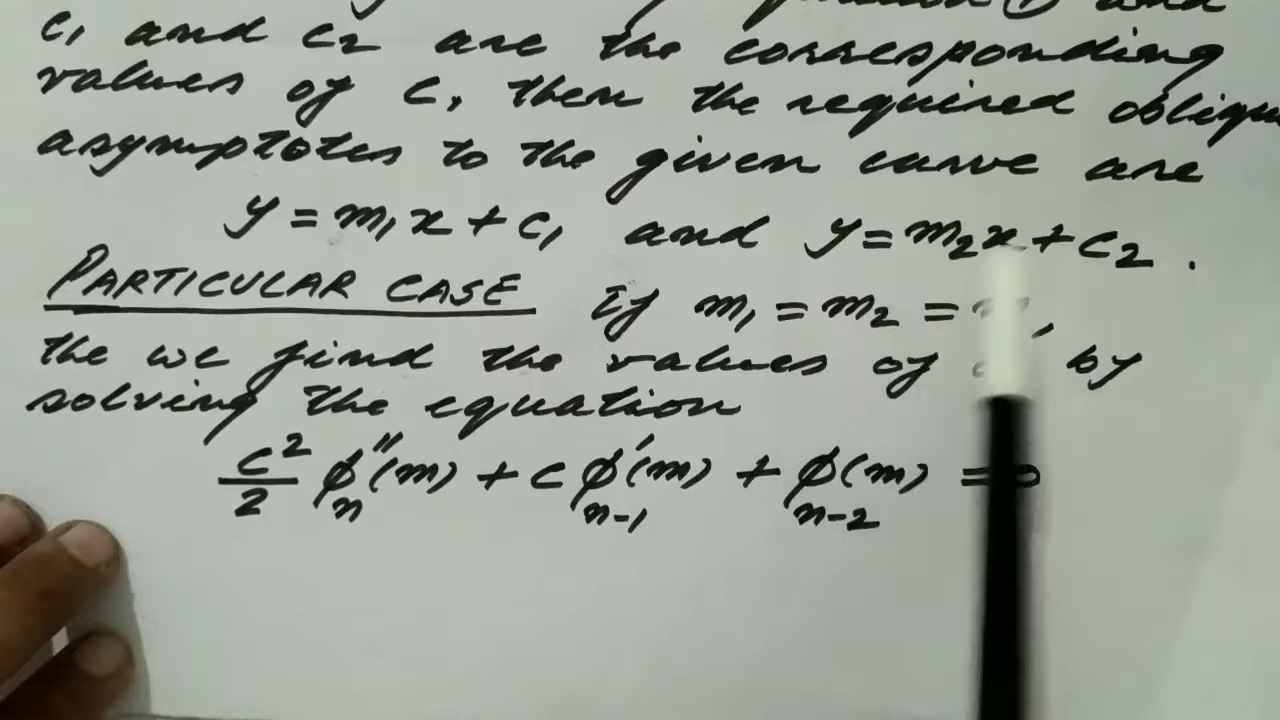 c₁ and c₂ are the corresponding
values of c, then the required
asymptotes to the given curve are
y = m₁x + c₁ and y = m₂x + c₂ .
PARTICULAR CASE If m₁ = m₂ = ,
the we find the values of by
solving the equation
c²/2 ϕ″ₙ(m) + c ϕ′ₙ₋₁(m) + ϕₙ₋₂(m) =